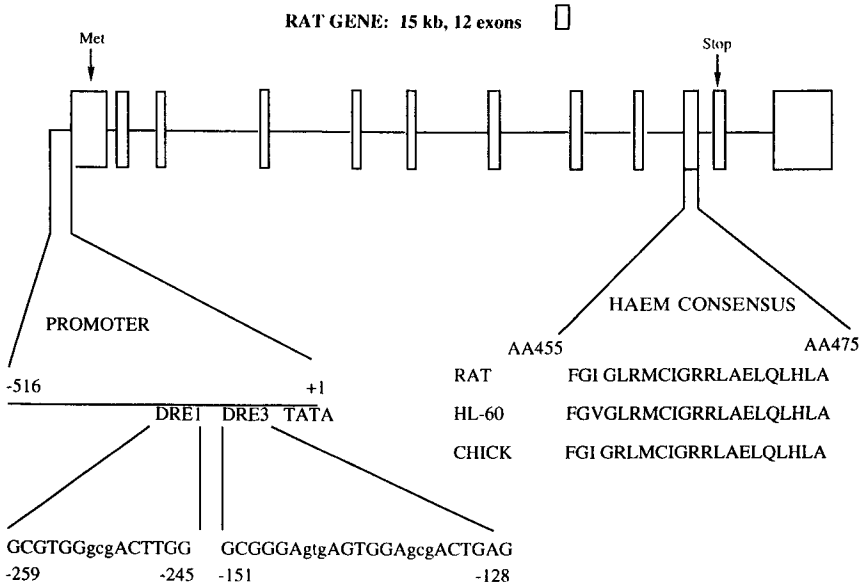 RAT GENE: 15 kb, 12 exons
Met
Stop
PROMOTER
HAEM CONSENSUS
AA455
AA475
-516
+1
RAT FGI GLRMCIGRRLAELQLHLA
DRE1 DRE3 TATA
HL-60 FGVGLRMCIGRRLAELQLHLA
CHICK FGI GRLMCIGRRLAELQLHLA
GCGTGGgcgACTTGG GCGGGAgtgAGTGGAgcgACTGAG
-259 -245 -151 -128